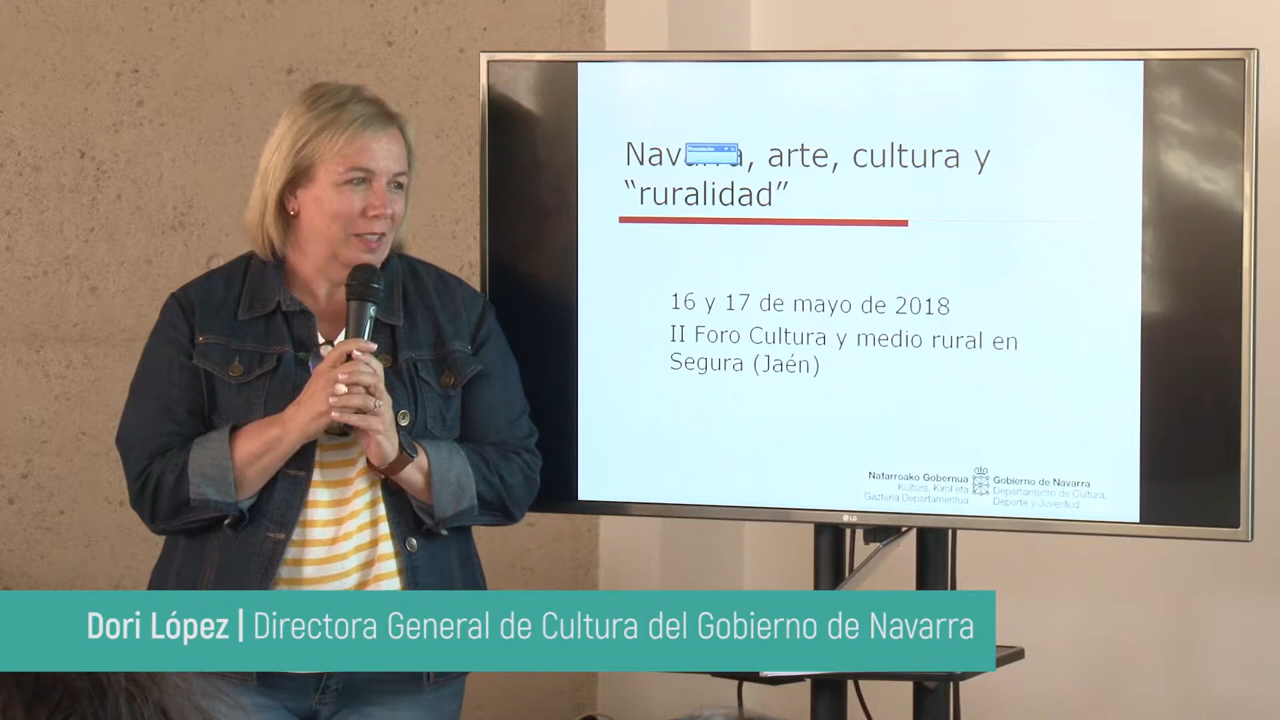 Nav a, arte, cultura y
“ruralidad”
16 y 17 de mayo de 2018
II Foro Cultura y medio rural en
Segura (Jaén)
Nafarroako Gobernua
Kultura, Kirol eta
Gazteria Departamentua
Gobierno de Navarra
Departamento de Cultura,
Deporte y Juventud
LG
Dori López | Directora General de Cultura del Gobierno de Navarra